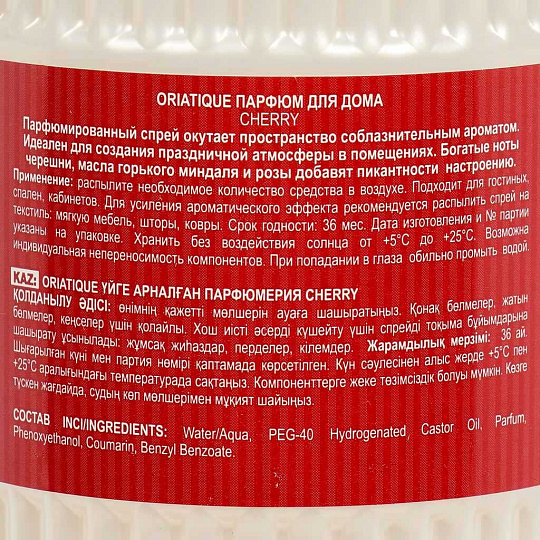 ORIATIQUE ПАРФЮМ ДЛЯ ДОМА
CHERRY
Парфюмированный спрей окутает пространство соблазнительным ароматом.
Идеален для создания праздничной атмосферы в помещениях. Богатые ноты
черешни, масла горького миндаля и розы добавят пикантности настроению.
Применение: распылите необходимое количество средства в воздухе. Подходит для гостиных,
спален, кабинетов. Для усиления ароматического эффекта рекомендуется распылить спрей на
текстиль: мягкую мебель, шторы, ковры. Срок годности: 36 мес. Дата изготовления и № партии
указаны на упаковке. Хранить без воздействия солнца от +5°C до +25°C. Возможна
индивидуальная непереносимость компонентов. При попадании в глаза обильно промыть водой.
KAZ: ORIATIQUE ҮЙГЕ АРНАЛҒАН ПАРФЮМЕРИЯ CHERRY
ҚОЛДАНЫЛУ ӘДІСІ: өнімнің қажетті мөлшерін ауаға шашыратыңыз. Қонақ бөлмелер, жатын
бөлмелер, кеңселер үшін қолайлы. Хош иісті әсерді күшейту үшін спрейді тоқыма бұйымдарына
шашырату ұсынылады: жұмсақ жиһаздар, перделер, кілемдер. Жарамдылық мерзімі: 36 ай.
Шығарылған күні мен партия нөмірі қаптамада көрсетілген. Күн сәулесінен алыс жерде +5°C пен
+25°C аралығындағы температурада сақтаңыз. Компоненттерге жеке төзімсіздік болуы мүмкін. Көзге
түскен жағдайда, судың көп мөлшерімен мұқият шайыңыз.
СОСТАВ INCI/INGREDIENTS: Water/Aqua, PEG-40 Hydrogenated, Castor Oil, Parfum,
Phenoxyethanol, Coumarin, Benzyl Benzoate.